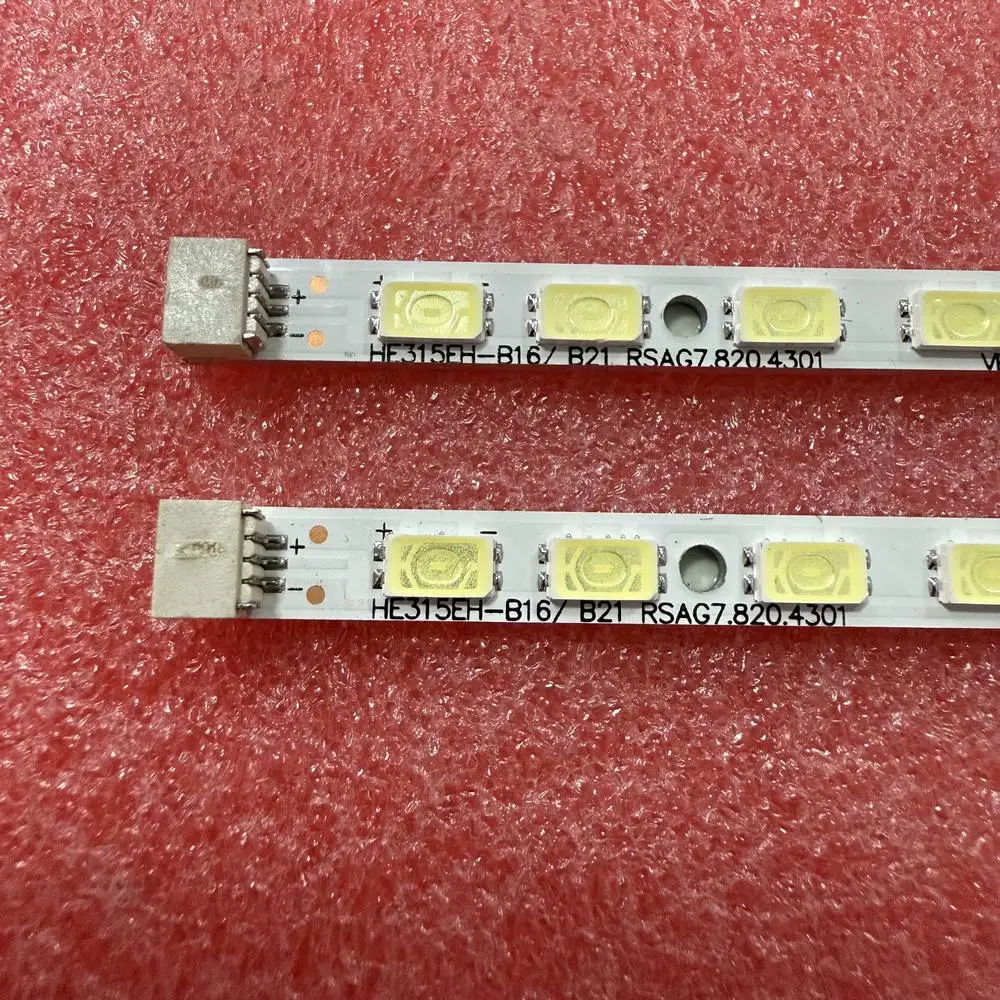 + + -
-
HE315EH-B16/ B21 RSAG7.820.4301
+ -
+
-
HE315EH-B16/ B21 RSAG7.820.4301